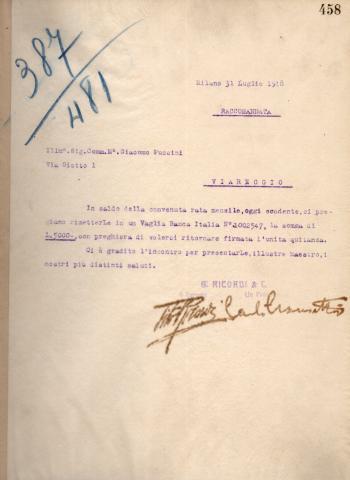 458
387
481
Milano 31 Luglio 1918
RACCOMANDATA
Ill.mo.Sig.Comm.M°.Giacomo Puccini
Via Giotto 1
VIAREGGIO
In saldo della convenuta rata mensile,oggi scadente,ci pre
giamo rimetterLe in un Vaglia Banca Italia N°.1002547, la somma di
L.5000-,con preghiera di volerci ritornare firmata l'unita quitanza.
Ci è gradito l'incontro per presentarLe,illustre Maestro,i
nostri più distinti saluti.
G. RICORDI & C.